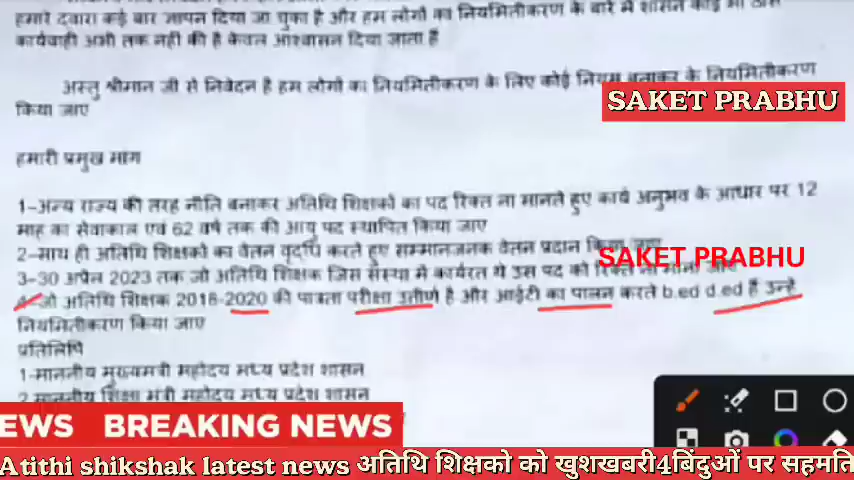 हमारे द्वारा कई बार ज्ञापन दिया जा चुका है और हम लोगों का नियमितीकरण के बारे में शासन कोई भी ठोस
कार्यवाही अभी तक नही की है केवल आश्वासन दिया जाता है
अस्तु श्रीमान जी से निवेदन है हम लोगों का नियमितीकरण के लिए कोई नियम बनाकर के नियमितीकरण
SAKET PRABHU
किया जाए
हमारी प्रमुख मांग
1-अन्य राज्य की तरह नीति बनाकर अतिथि शिक्षकों का पद रिक्त ना मानते हुए कार्य अनुभव के आधार पर 12
माह का सेवाकाल एवं 62 वर्ष तक की आयु पद स्थापित किया जाए
2-साथ ही अतिथि शिक्षकों का वेतन वृद्धि करते हुए सम्मानजनक वेतन प्रदान किया जाए
SAKET PRABHU
3-30 अप्रैल 2023 तक जो अतिथि शिक्षक जिस संस्था में कार्यरत थे उस पद को रिक्त ना माना जाये
4-जो अतिथि शिक्षक 2018-2020 की पात्रता परीक्षा उतीर्ण है और आईटी का पालन करते b.ed d.ed है उन्हे
नियमितीकरण किया जाए
प्रतिलिपि
1-माननीय मुख्यमंत्री महोदय मध्य प्रदेश शासन
2 माननीय शिक्षा मंत्री महोदय मध्य प्रदेश शासन
EWS BREAKING NEWS
Atithi shikshak latest news अतिथि शिक्षको को खुशखबरी4बिंदुओं पर सहमति